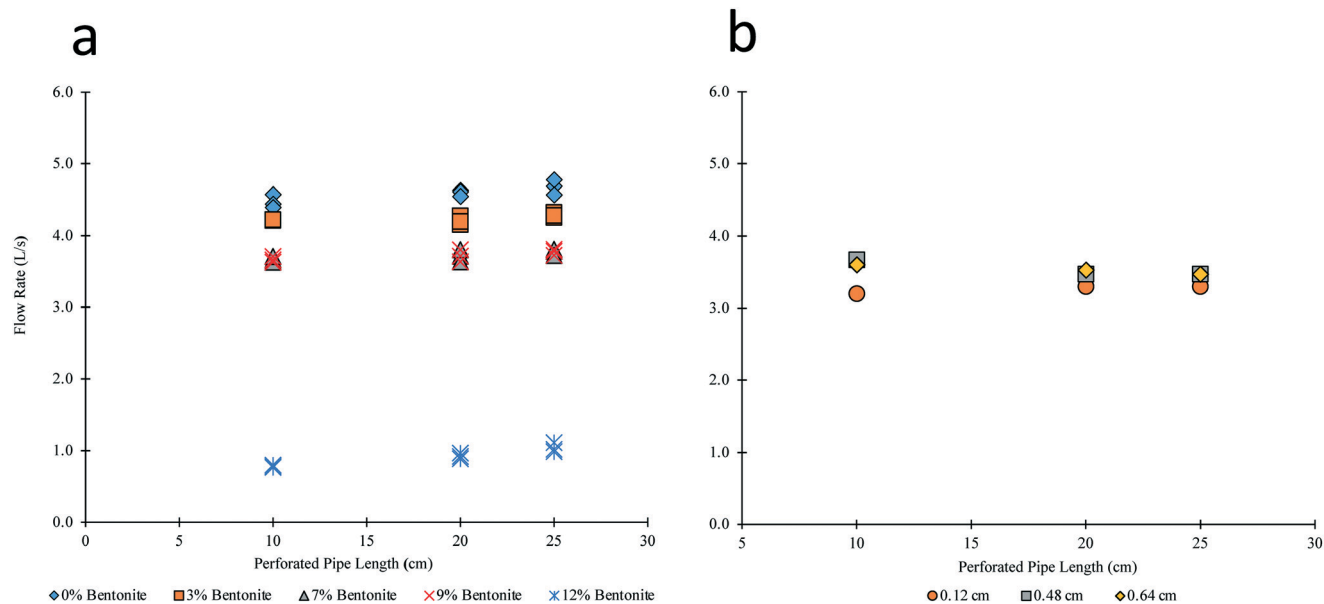 a
6.0
5.0
4.0
3.0
2.0
1.0
0.0
Flow Rate (L/s)
0 5 10 15 20 25 30
Perforated Pipe Length (cm)
0% Bentonite 3% Bentonite 7% Bentonite 9% Bentonite 12% Bentonite
b
6.0
5.0
4.0
3.0
2.0
1.0
0.0
5 10 15 20 25 30
Perforated Pipe Length (cm)
0.12 cm 0.48 cm 0.64 cm